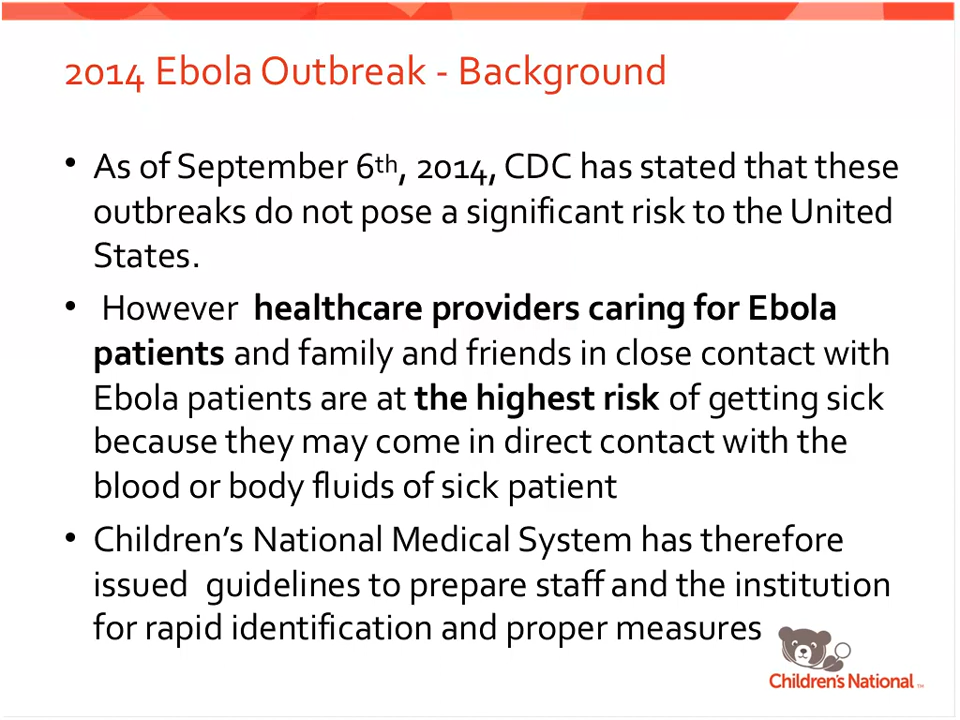 2014 Ebola Outbreak - Background
• As of September 6th, 2014, CDC has stated that these
outbreaks do not pose a significant risk to the United
States.
• However healthcare providers caring for Ebola
patients and family and friends in close contact with
Ebola patients are at the highest risk of getting sick
because they may come in direct contact with the
blood or body fluids of sick patient
• Children’s National Medical System has therefore
issued guidelines to prepare staff and the institution
for rapid identification and proper measures
Children's National ™